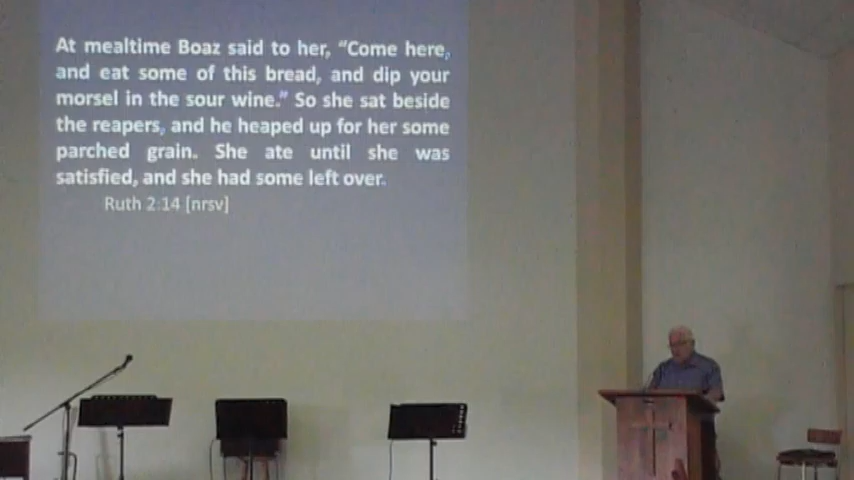 At mealtime Boaz said to her, “Come here,
and eat some of this bread, and dip your
morsel in the sour wine.” So she sat beside
the reapers, and he heaped up for her some
parched grain. She ate until she was
satisfied, and she had some left over.
Ruth 2:14 [nrsv]